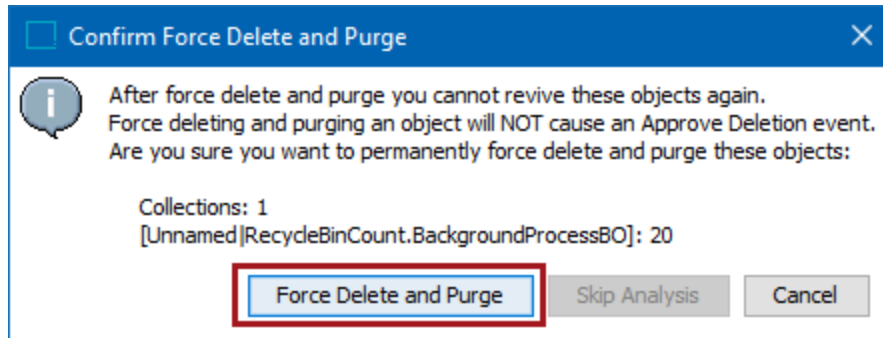 Confirm Force Delete and Purge
After force delete and purge you cannot revive these objects again.
Force deleting and purging an object will NOT cause an Approve Deletion event.
Are you sure you want to permanently force delete and purge these objects:
Collections: 1
[Unnamed|RecycleBinCount.BackgroundProcessBO]: 20
Force Delete and Purge Skip Analysis Cancel